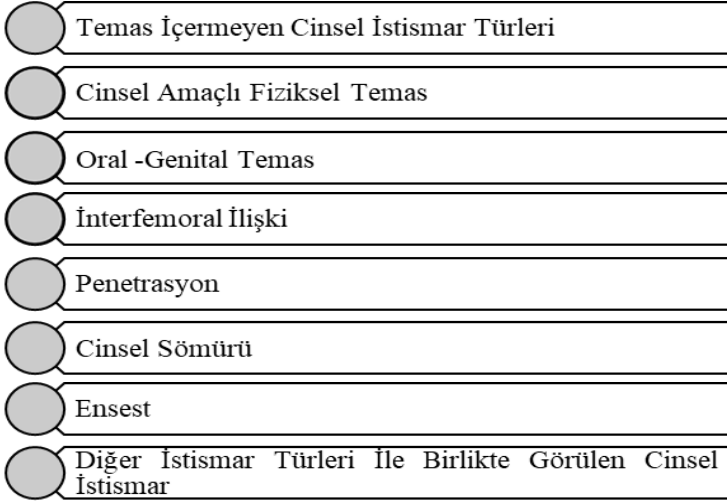 Temas İçermeyen Cinsel İstismar Türleri
Cinsel Amaçlı Fiziksel Temas
Oral -Genital Temas
İnterfemoral İlişki
Penetrasyon
Cinsel Sömürü
Ensest
Diğer İstismar Türleri İle Birlikte Görülen Cinsel
İstismar